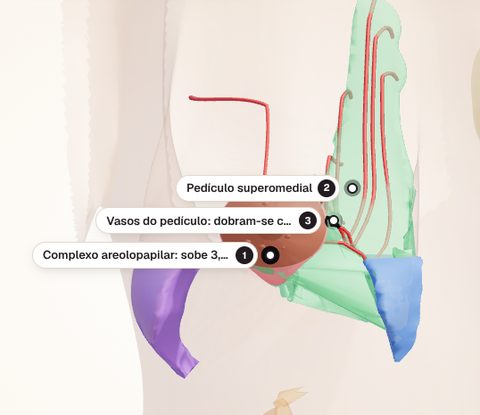 Pedículo superomedial 2
Vasos do pedículo: dobram-se c... 3
Complexo areolopapilar: sobe 3,... 1